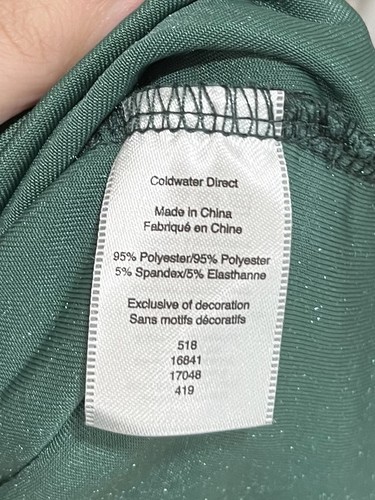 Coldwater Direct
Made in China
Fabriqué en Chine
95% Polyester/95% Polyester
5% Spandex/5% Elasthanne
Exclusive of decoration
Sans motifs décoratifs
518
16841
17048
419